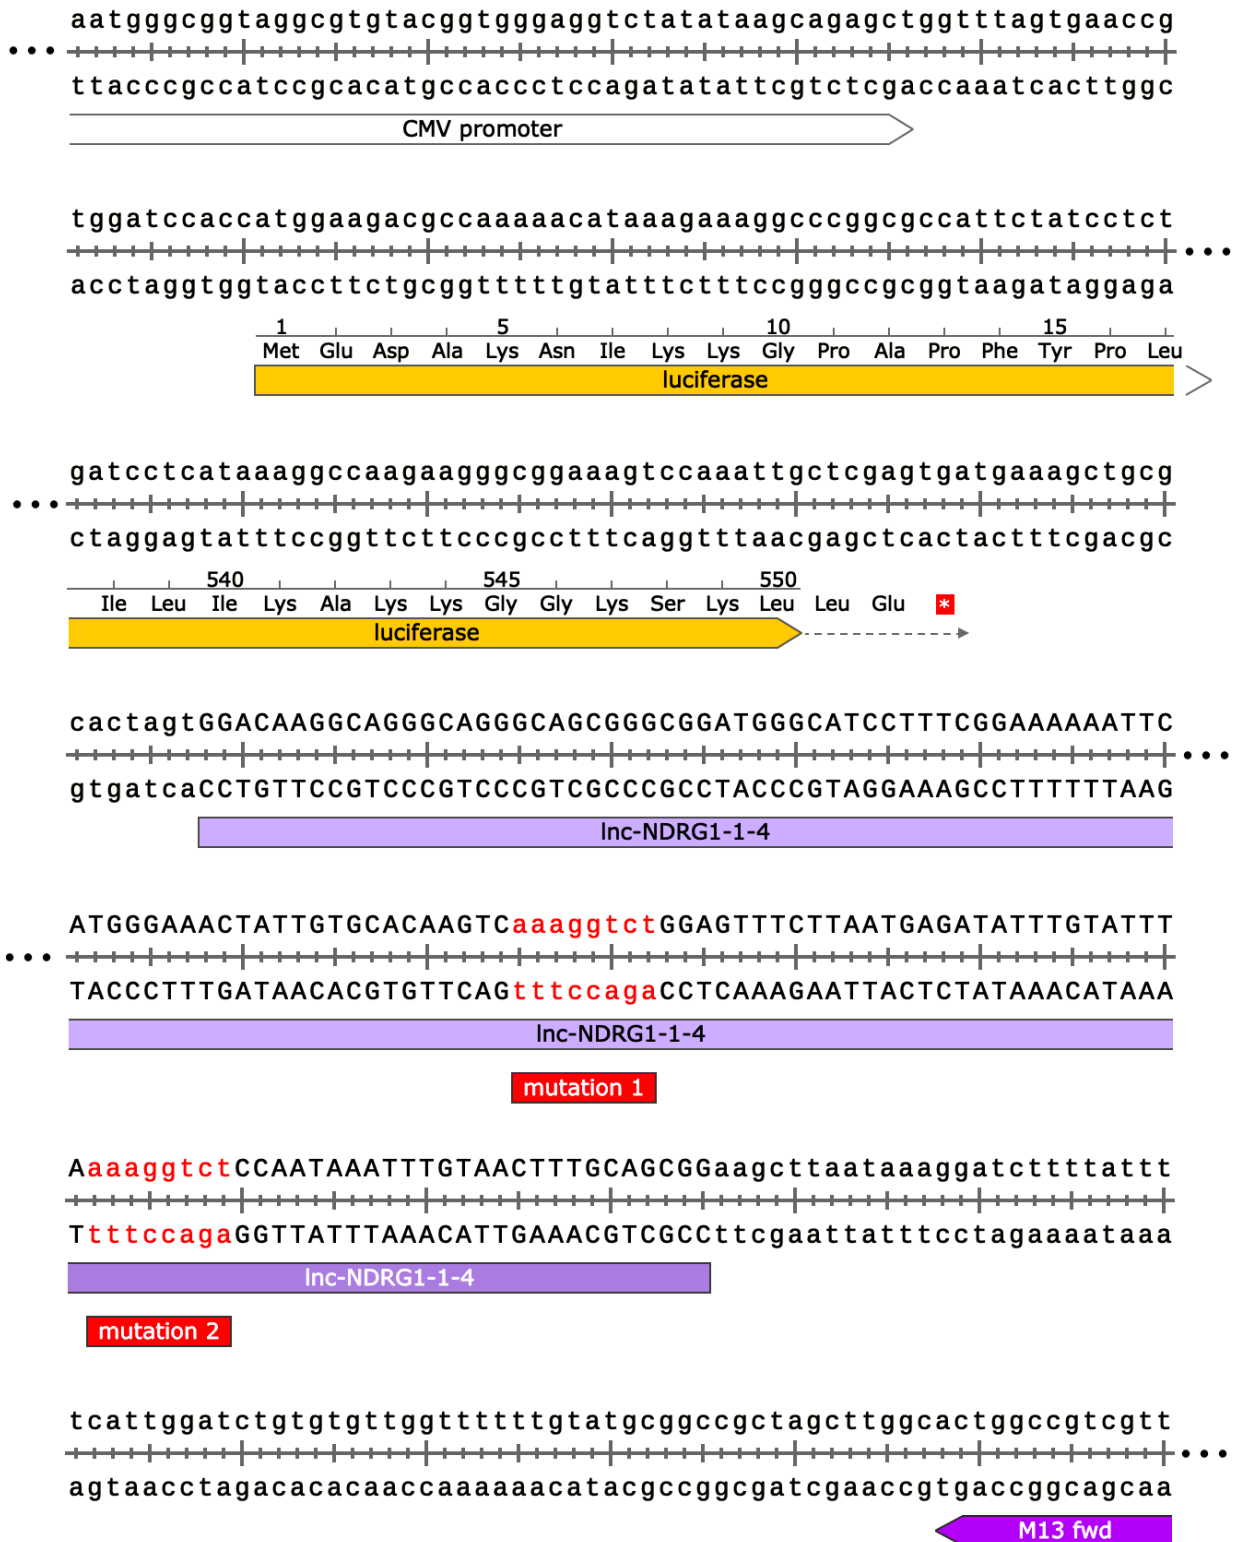 aatgggcggtaggcgtgtacggtgggaggtctatataagcagagctggtttagtgaaccg
•••
ttacccgccatccgcacatgccaccctccagatatattcgtctcgaccaaatcacttggc
CMV promoter
tggatccaccatggaagacgccaaaaacataaagaaaggcccggcgccattctatcctct
•••
acctaggtggtaccttctgcggtttttgtatttctttccgggccgcggtaagataggaga
1 5 10 15
Met Glu Asp Ala Lys Asn Ile Lys Lys Gly Pro Ala Pro Phe Tyr Pro Leu
luciferase
gatcctcataaaggccaagaagggcggaaagtccaaattgctcgagtgatgaaagctgcg
•••
ctaggagtatttccggttcttcccgcctttcaggtttaacgagctcactactttcgacgc
540 545 550
Ile Leu Ile Lys Ala Lys Lys Gly Gly Lys Ser Lys Leu Leu Glu *
luciferase
cactagtGGACAAGGCAGGGCAGGGCAGCGGGCGGATGGGCATCCTTTCGGAAAAAATTC
•••
gtgatcaCCTGTTCCGTCCCGTCCCGTCGCCCGCCTACCCGTAGGAAAGCCTTTTTTAAG
lnc-NDRG1-1-4
ATGGGAAACTATTGTGCACAAGTCaaaggtctGGAGTTTCTTAATGAGATATTTGTATTT
•••
TACCCTTTGATAACACGTGTTCAGtttccagaCCTCAAAGAATTACTCTATAAACATAAA
lnc-NDRG1-1-4
mutation 1
AaaaggtctCCAATAAATTTGTAACTTTGCAGCGGaagcttaataaaggatcttttattt
TtttccagaGGTTATTTAAACATTGAAACGTCGCCttcgaattatttcctagaaaataaa
lnc-NDRG1-1-4
mutation 2
tcattggatctgtgtgttggttttttgtatgcggccgctagcttggcactggccgtcgtt
•••
agtaacctagacacacaaccaaaaaacatacgccggcgatcgaaccgtgaccggcagcaa
M13 fwd